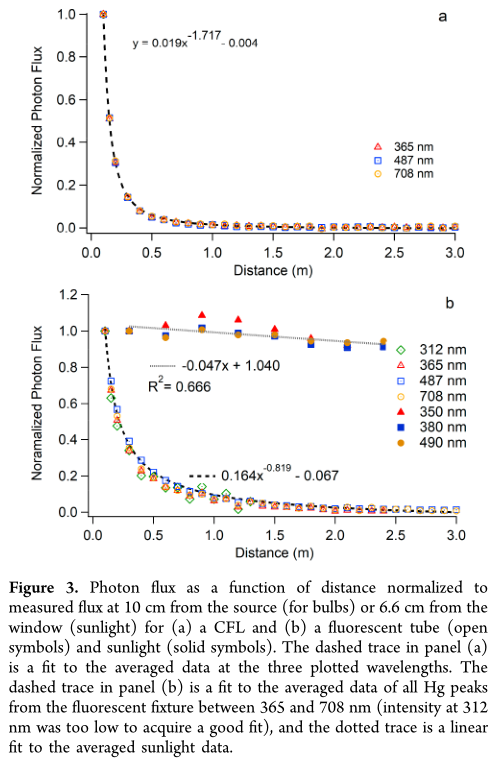 a
1.0
0.8
0.6
0.4
0.2
0.0
Normalized Photon Flux
y = 0.019x^-1.717 - 0.004
365 nm
487 nm
708 nm
0.0 0.5 1.0 1.5 2.0 2.5 3.0
Distance (m)
b
1.2
1.0
0.8
0.6
0.4
0.2
0.0
Noramalized Photon Flux
-0.047x + 1.040
R² = 0.666
312 nm
365 nm
487 nm
708 nm
350 nm
380 nm
490 nm
0.164x^-0.819 - 0.067
0.0 0.5 1.0 1.5 2.0 2.5 3.0
Distance (m)
Figure 3. Photon flux as a function of distance normalized to
measured flux at 10 cm from the source (for bulbs) or 6.6 cm from the
window (sunlight) for (a) a CFL and (b) a fluorescent tube (open
symbols) and sunlight (solid symbols). The dashed trace in panel (a)
is a fit to the averaged data at the three plotted wavelengths. The
dashed trace in panel (b) is a fit to the averaged data of all Hg peaks
from the fluorescent fixture between 365 and 708 nm (intensity at 312
nm was too low to acquire a good fit), and the dotted trace is a linear
fit to the averaged sunlight data.